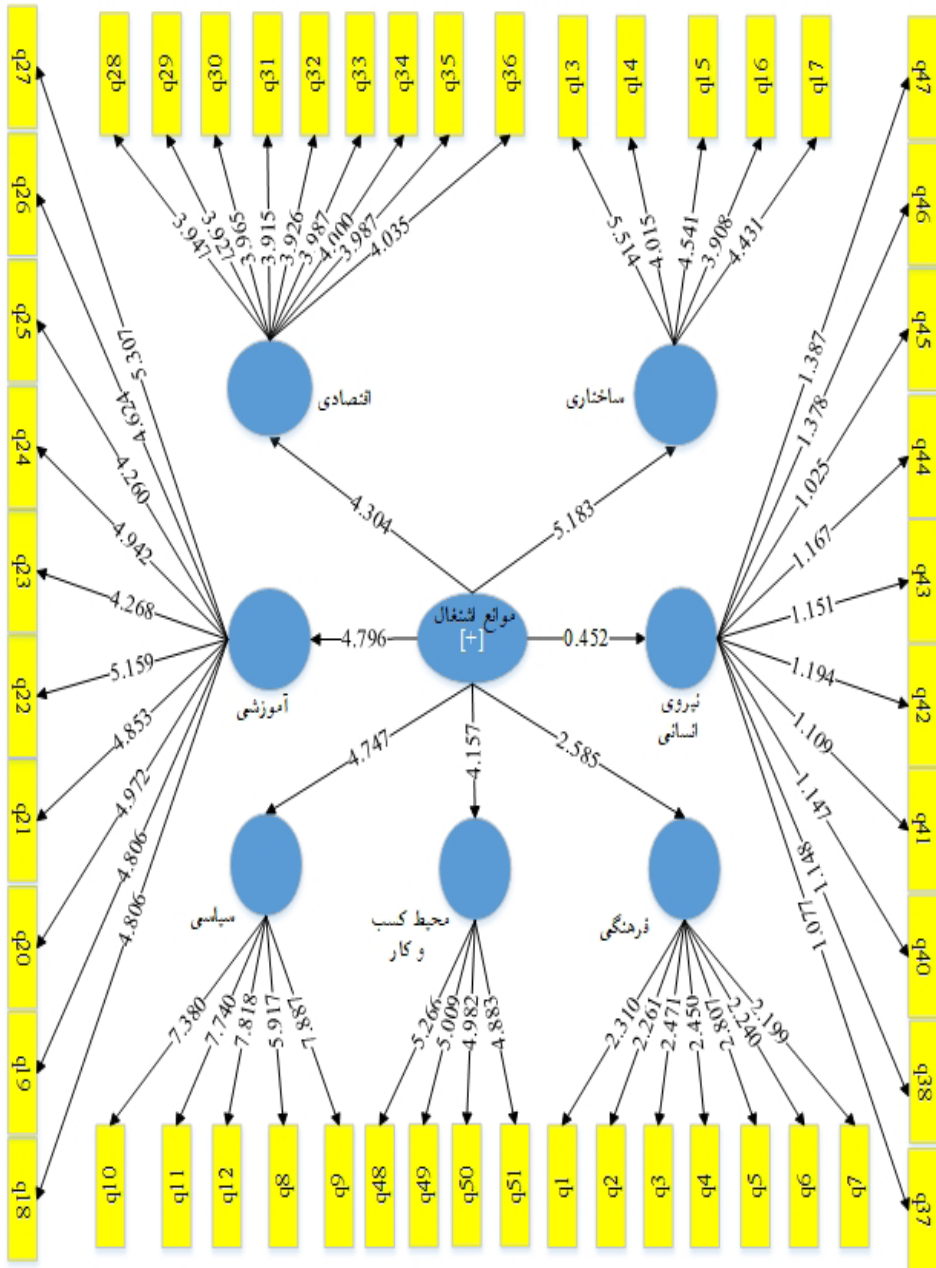 q28
q29
q30
q31
q32
q33
q34
q35
q36
q13
q14
q15
q16
q17
3.947
3.927
3.965
3.915
3.926
3.987
4.000
3.987
4.035
5.514
4.015
4.541
3.908
4.431
q27
q26
q25
q24
q23
q22
q21
q20
q19
q18
5.307
4.624
4.260
4.942
4.268
5.159
4.853
4.972
4.806
4.806
q47
q46
q45
q44
q43
q42
q41
q40
q38
q37
1.387
1.378
1.025
1.167
1.151
1.194
1.109
1.147
1.148
1.077
اقتصادی
ساختاری
4.304
5.183
موانع اشتغال
[+]
4.796
0.452
آموزشی
نیروی
انسانی
4.747
4.157
2.585
سیاسی
محیط کسب
و کار
فرهنگی
7.380
7.740
7.818
5.917
7.887
5.266
5.009
4.982
4.883
2.310
2.261
2.471
2.450
2.807
2.240
2.199
q10
q11
q12
q8
q9
q48
q49
q50
q51
q1
q2
q3
q4
q5
q6
q7